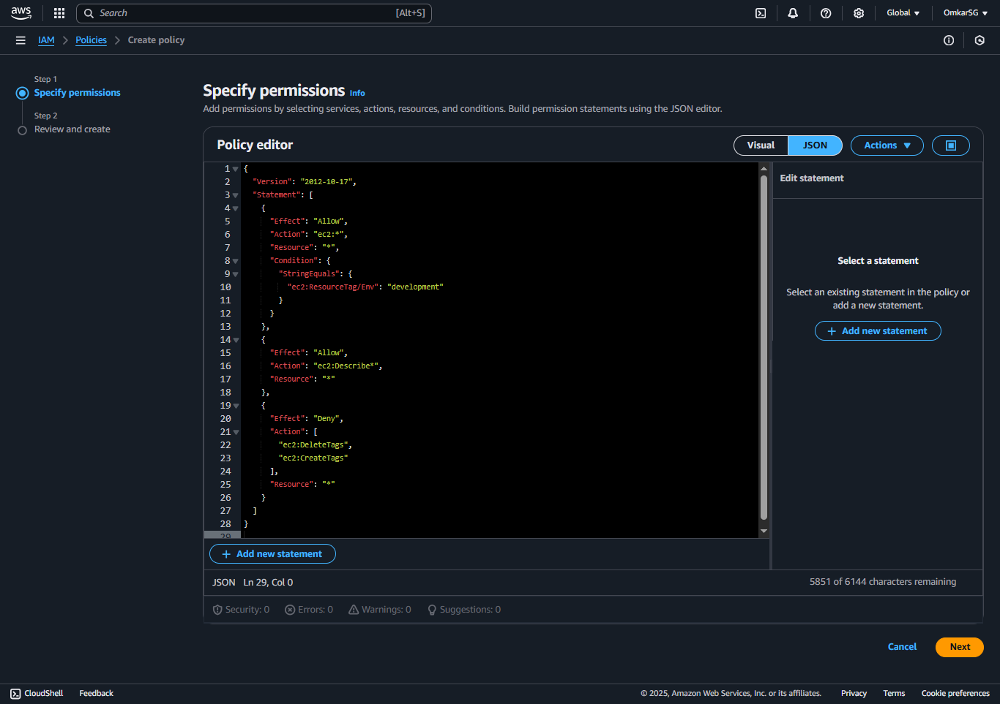 aws
Search [Alt+S]
Global
OmkarSG
IAM > Policies > Create policy
Step 1
Specify permissions
Step 2
Review and create
Specify permissions Info
Add permissions by selecting services, actions, resources, and conditions. Build permission statements using the JSON editor.
Policy editor
Visual JSON Actions
1 {
2 "Version": "2012-10-17",
3 "Statement": [
4 {
5 "Effect": "Allow",
6 "Action": "ec2:*",
7 "Resource": "*",
8 "Condition": {
9 "StringEquals": {
10 "ec2:ResourceTag/Env": "development"
11 }
12 }
13 },
14 {
15 "Effect": "Allow",
16 "Action": "ec2:Describe*",
17 "Resource": "*"
18 },
19 {
20 "Effect": "Deny",
21 "Action": [
22 "ec2:DeleteTags",
23 "ec2:CreateTags"
24 ],
25 "Resource": "*"
26 }
27 ]
28 }
29
Edit statement
Select a statement
Select an existing statement in the policy or
add a new statement.
+ Add new statement
+ Add new statement
JSON Ln 29, Col 0
5851 of 6144 characters remaining
Security: 0 Errors: 0 Warnings: 0 Suggestions: 0
Cancel Next
CloudShell Feedback
© 2025, Amazon Web Services, Inc. or its affiliates. Privacy Terms Cookie preferences